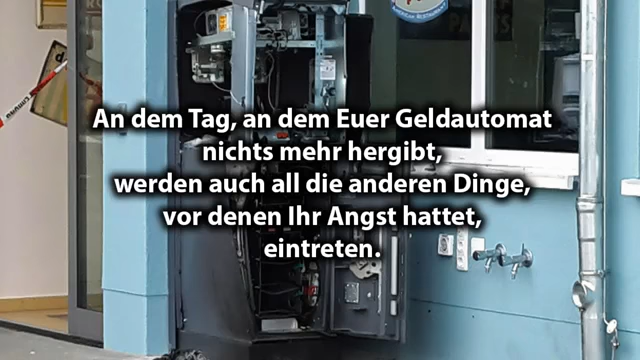 An dem Tag, an dem Euer Geldautomat
nichts mehr hergibt,
werden auch all die anderen Dinge,
vor denen Ihr Angst hattet,
eintreten.